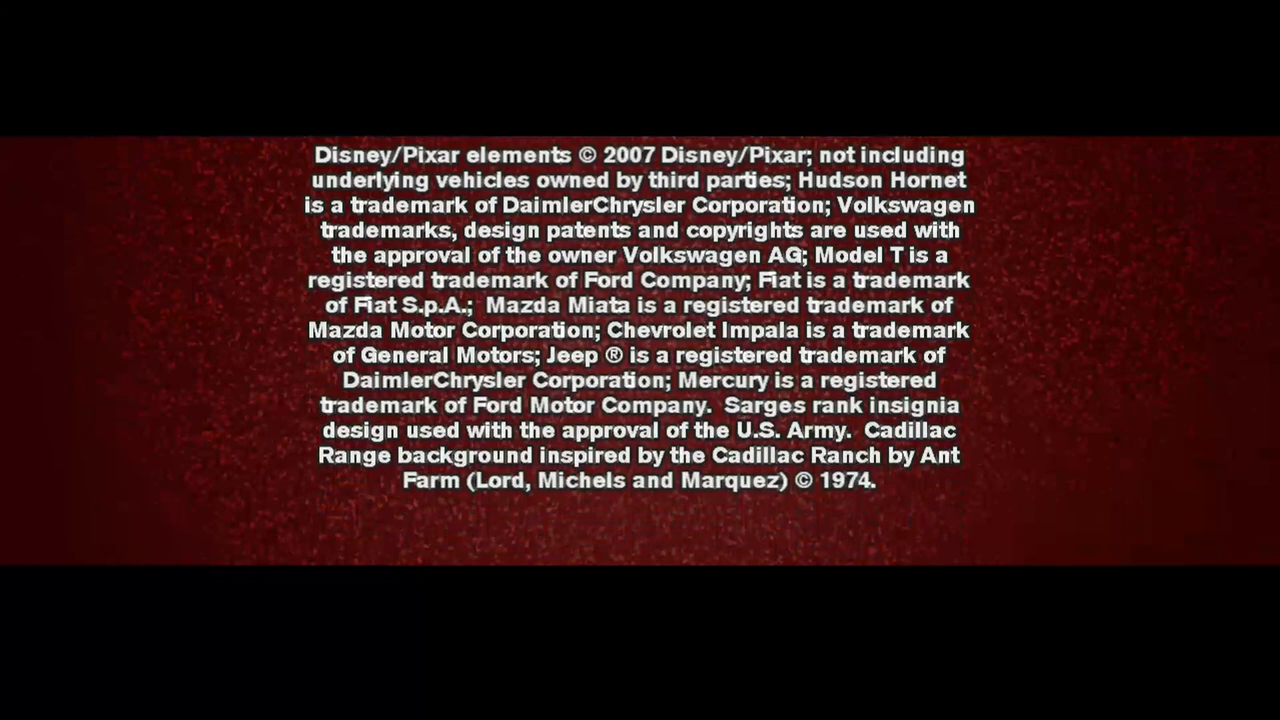 Disney/Pixar elements © 2007 Disney/Pixar; not including
underlying vehicles owned by third parties; Hudson Hornet
is a trademark of DaimlerChrysler Corporation; Volkswagen
trademarks, design patents and copyrights are used with
the approval of the owner Volkswagen AG; Model T is a
registered trademark of Ford Company; Fiat is a trademark
of Fiat S.p.A.;  Mazda Miata is a registered trademark of
Mazda Motor Corporation; Chevrolet Impala is a trademark
of General Motors; Jeep ® is a registered trademark of
DaimlerChrysler Corporation; Mercury is a registered
trademark of Ford Motor Company.  Sarges rank insignia
design used with the approval of the U.S. Army.  Cadillac
Range background inspired by the Cadillac Ranch by Ant
Farm (Lord, Michels and Marquez) © 1974.